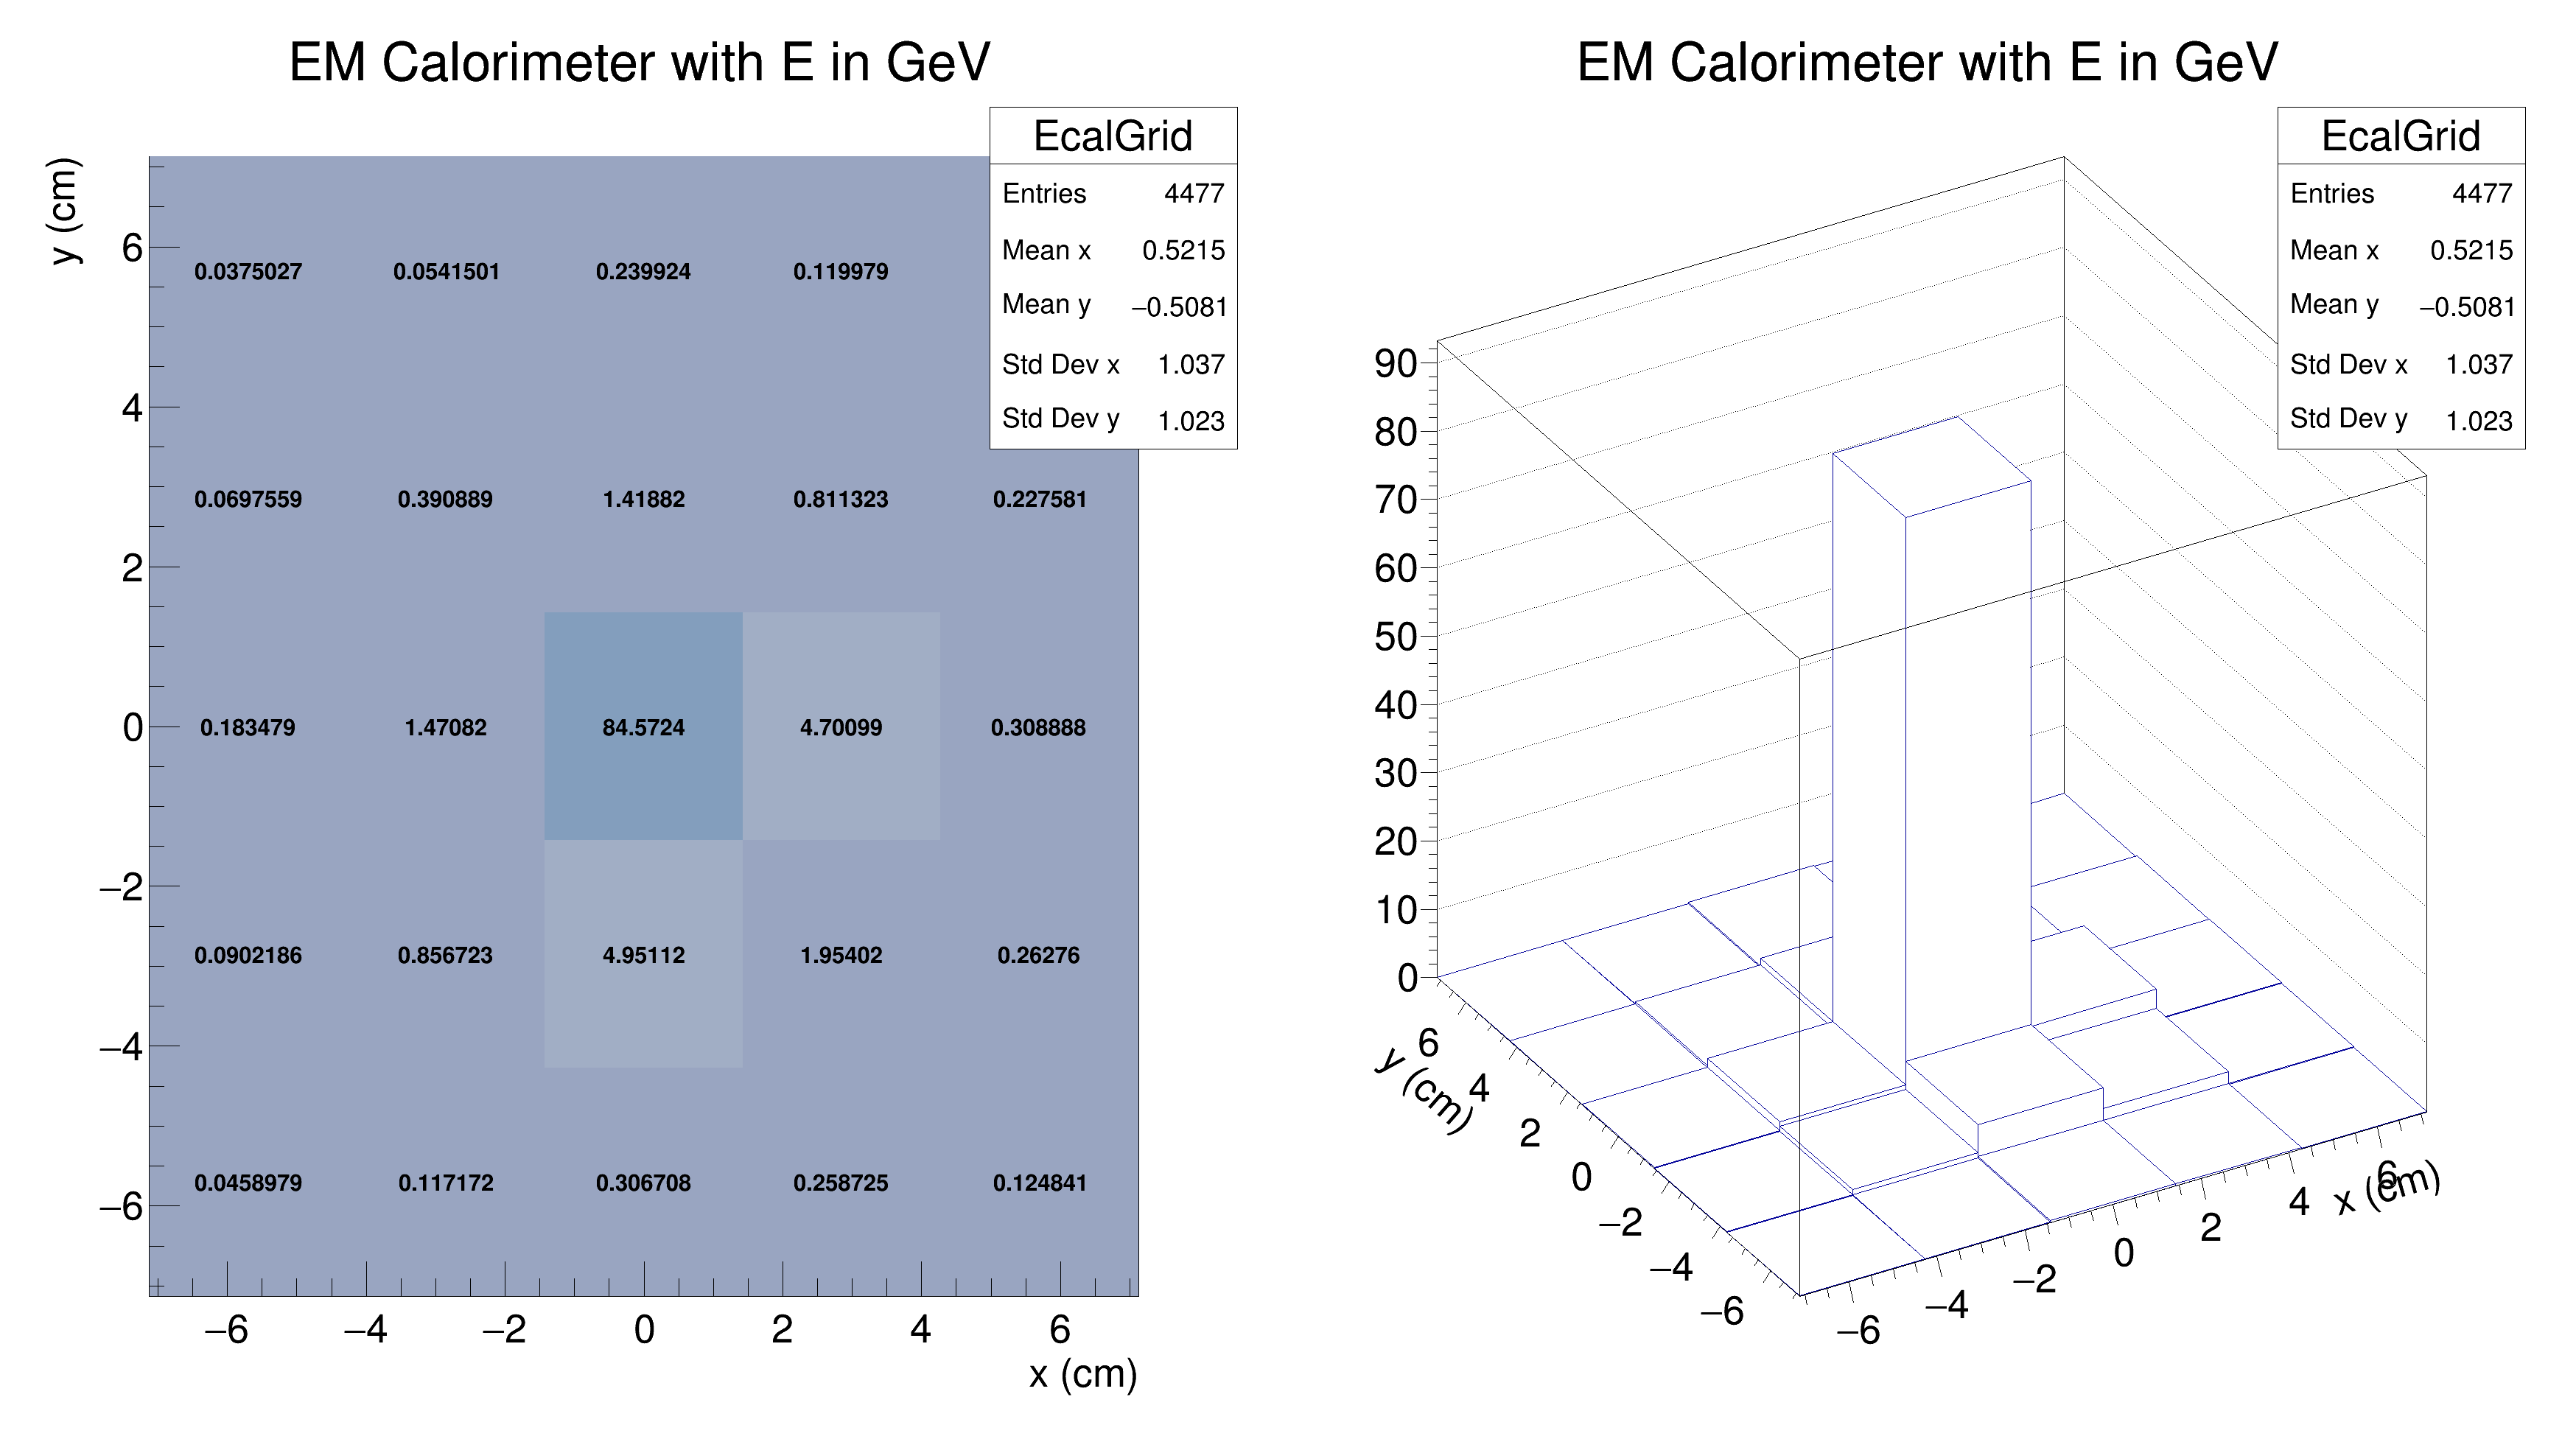 EM Calorimeter with E in GeV
EcalGrid
Entries 4477
Mean x 0.5215
Mean y −0.5081
Std Dev x 1.037
Std Dev y 1.023
y (cm)
6
4
2
0
−2
−4
−6
0.0375027 0.0541501 0.239924 0.119979
0.0697559 0.390889 1.41882 0.811323 0.227581
0.183479 1.47082 84.5724 4.70099 0.308888
0.0902186 0.856723 4.95112 1.95402 0.26276
0.0458979 0.117172 0.306708 0.258725 0.124841
−6 −4 −2 0 2 4 6
x (cm)
EM Calorimeter with E in GeV
EcalGrid
Entries 4477
Mean x 0.5215
Mean y −0.5081
Std Dev x 1.037
Std Dev y 1.023
90
80
70
60
50
40
30
20
10
0
y (cm)
6
4
2
0
−2
−4
−6
−6 −4 −2 0 2 4 6
x (cm)